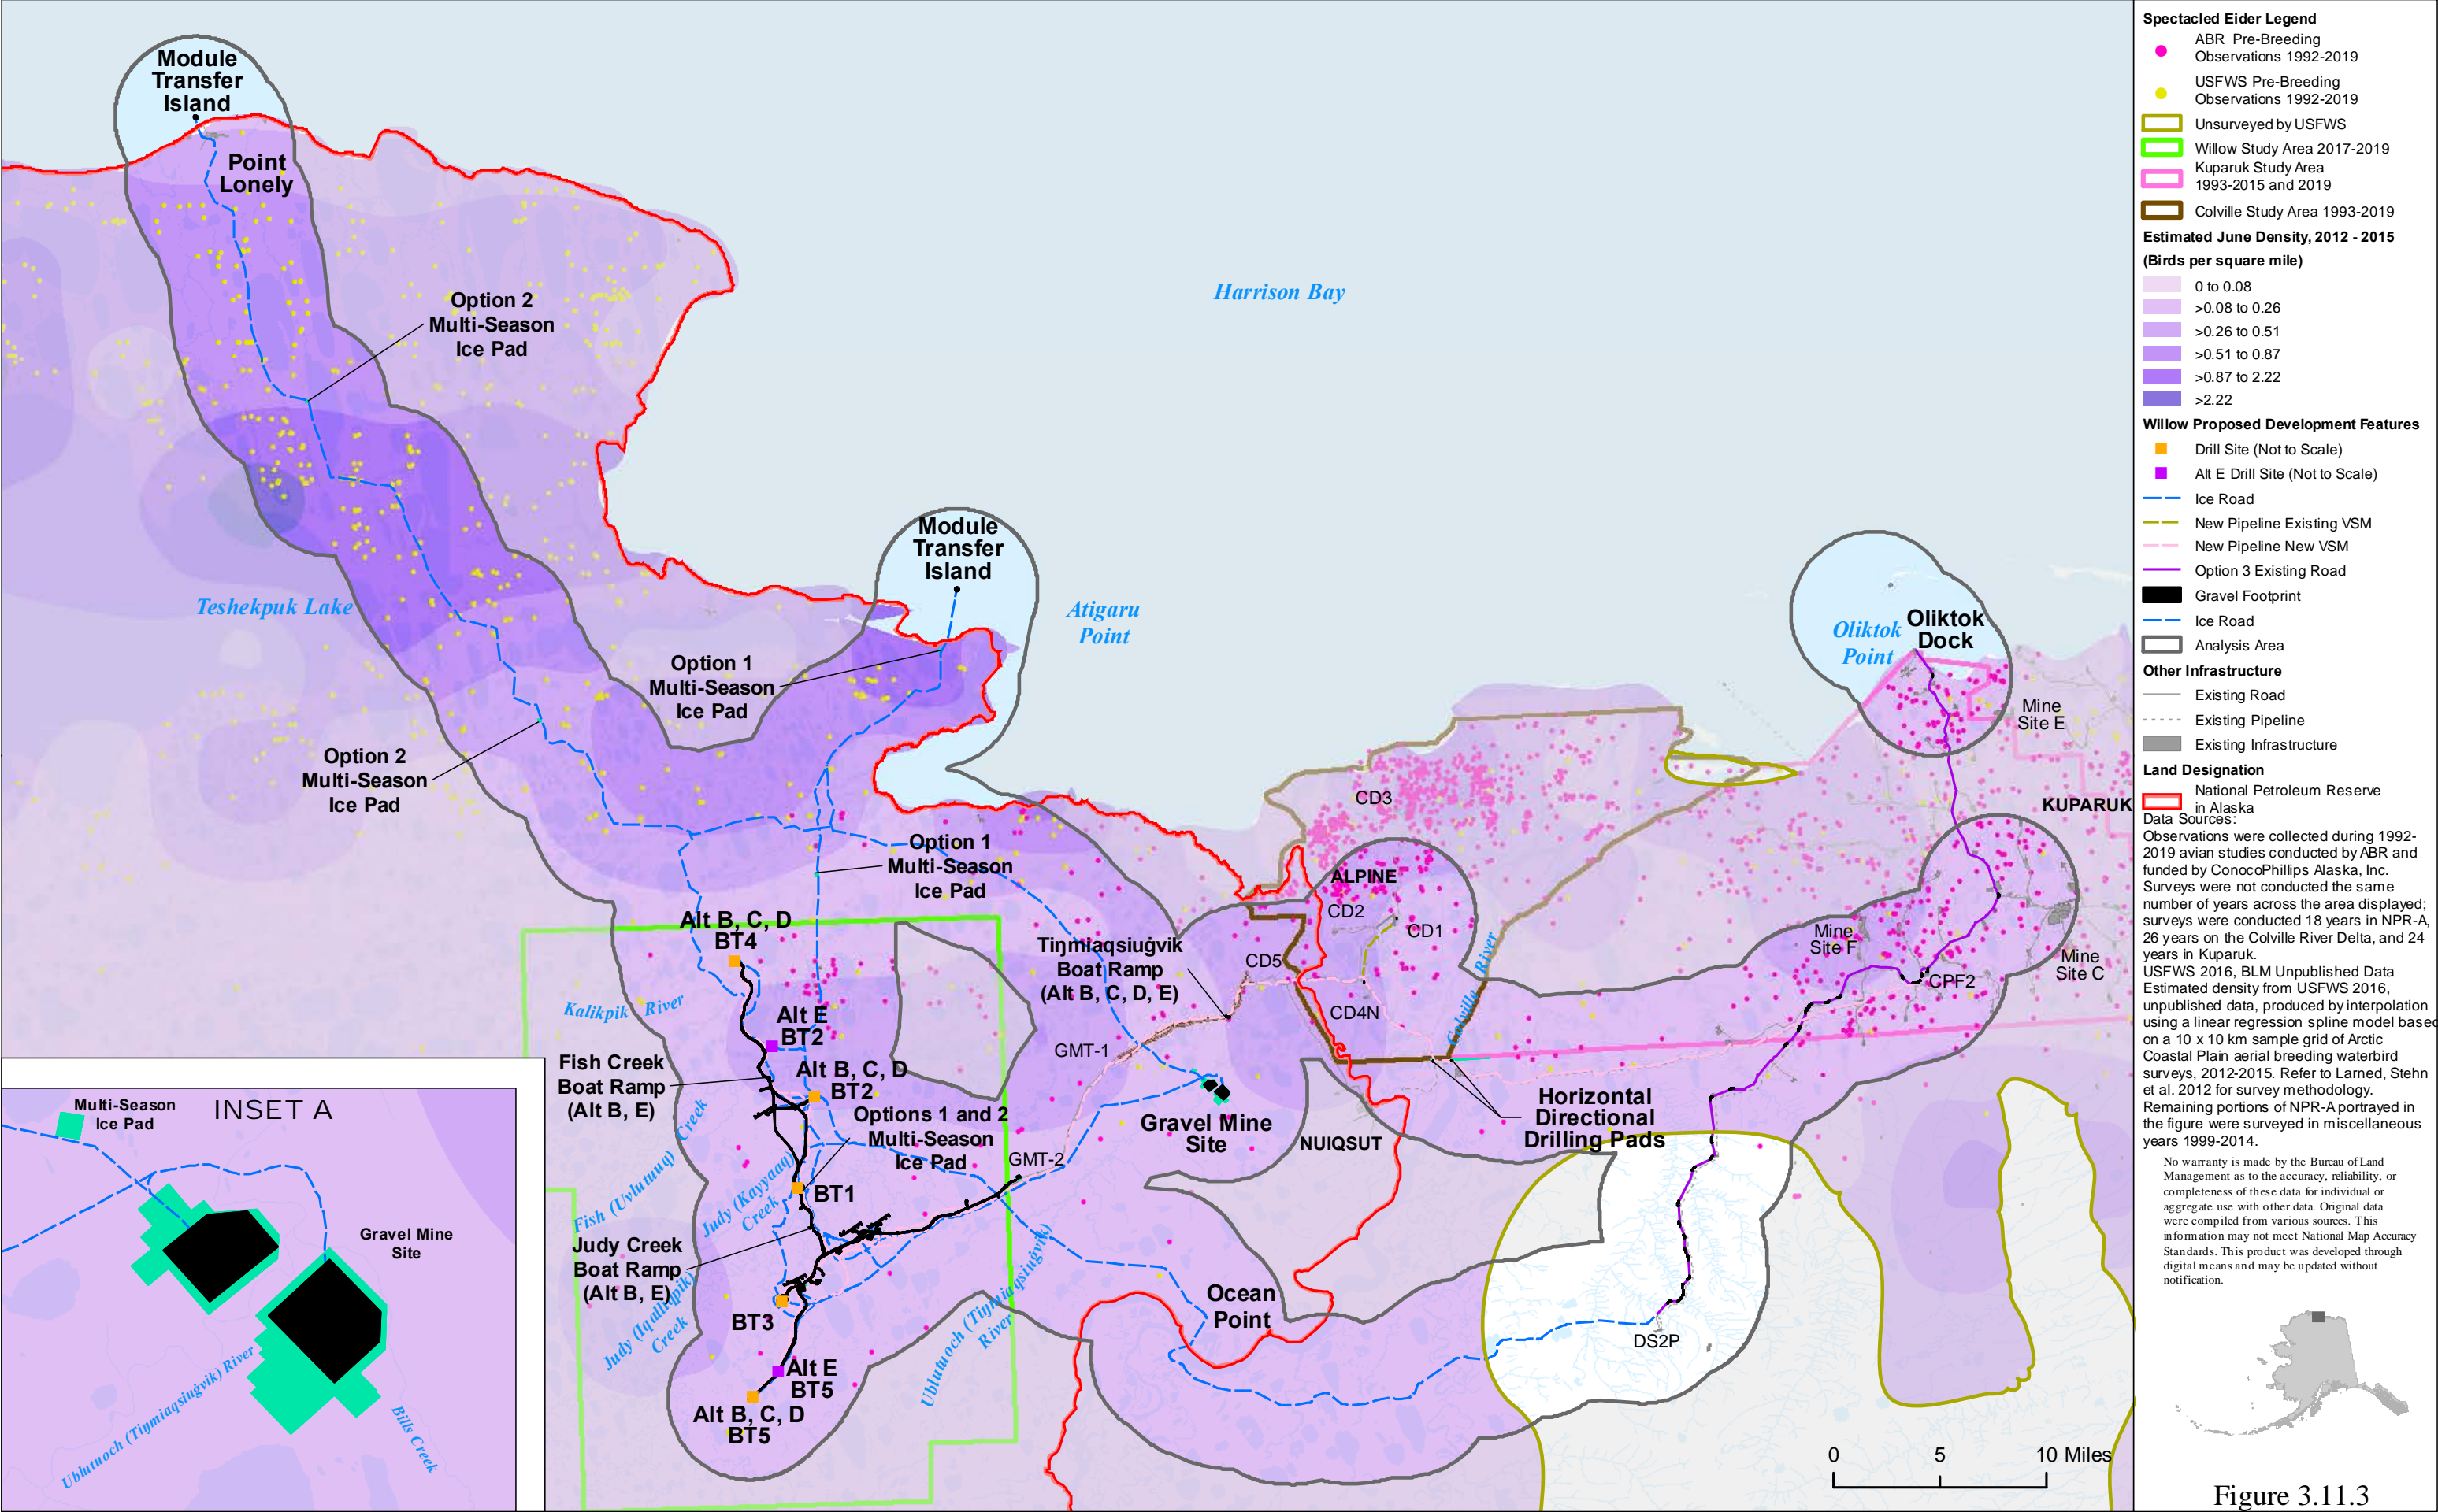 Module
Transfer
Island
Point
Lonely
Option 2
Multi-Season
Ice Pad
Harrison Bay
Teshekpuk Lake
Module
Transfer
Island
Atigaru
Point
Option 1
Multi-Season
Ice Pad
Option 2
Multi-Season
Ice Pad
Oliktok
Point
Oliktok
Dock
Mine
Site E
KUPARUK
CD3
Option 1
Multi-Season
Ice Pad
ALPINE
CD2
CD1
CD5
CD4N
Colville River
Mine
Site F
CPF2
Mine
Site C
Alt B, C, D
BT4
Tiŋmiaqsiuġvik
Boat Ramp
(Alt B, C, D, E)
Kalikpik River
Alt E
BT2
GMT-1
Fish Creek
Boat Ramp
(Alt B, E)
Alt B, C, D
BT2
Options 1 and 2
Multi-Season
Ice Pad
Gravel Mine
Site
NUIQSUT
Horizontal
Directional
Drilling Pads
GMT-2
Fish (Uvlutuuq) Creek
Judy (Kayyaaq)
Creek
BT1
Judy Creek
Boat Ramp
(Alt B, E)
Judy (Iqalliqpik)
Creek
BT3
Ublutuoch (Tiŋmiaqsiuġvik)
River
Ocean
Point
DS2P
Alt E
BT5
Alt B, C, D
BT5
0 5 10 Miles
INSET A
Multi-Season
Ice Pad
Gravel Mine
Site
Ublutuoch (Tiŋmiaqsiuġvik) River
Bills Creek
Spectacled Eider Legend
ABR Pre-Breeding
Observations 1992-2019
USFWS Pre-Breeding
Observations 1992-2019
Unsurveyed by USFWS
Willow Study Area 2017-2019
Kuparuk Study Area
1993-2015 and 2019
Colville Study Area 1993-2019
Estimated June Density, 2012 - 2015
(Birds per square mile)
0 to 0.08
>0.08 to 0.26
>0.26 to 0.51
>0.51 to 0.87
>0.87 to 2.22
>2.22
Willow Proposed Development Features
Drill Site (Not to Scale)
Alt E Drill Site (Not to Scale)
Ice Road
New Pipeline Existing VSM
New Pipeline New VSM
Option 3 Existing Road
Gravel Footprint
Ice Road
Analysis Area
Other Infrastructure
Existing Road
Existing Pipeline
Existing Infrastructure
Land Designation
National Petroleum Reserve
in Alaska
Data Sources:
Observations were collected during 1992-
2019 avian studies conducted by ABR and
funded by ConocoPhillips Alaska, Inc.
Surveys were not conducted the same
number of years across the area displayed;
surveys were conducted 18 years in NPR-A,
26 years on the Colville River Delta, and 24
years in Kuparuk.
USFWS 2016, BLM Unpublished Data
Estimated density from USFWS 2016,
unpublished data, produced by interpolation
using a linear regression spline model based
on a 10 x 10 km sample grid of Arctic
Coastal Plain aerial breeding waterbird
surveys, 2012-2015. Refer to Larned, Stehn
et al. 2012 for survey methodology.
Remaining portions of NPR-A portrayed in
the figure were surveyed in miscellaneous
years 1999-2014.
No warranty is made by the Bureau of Land
Management as to the accuracy, reliability, or
completeness of these data for individual or
aggregate use with other data. Original data
were compiled from various sources. This
information may not meet National Map Accuracy
Standards. This product was developed through
digital means and may be updated without
notification.
Figure 3.11.3